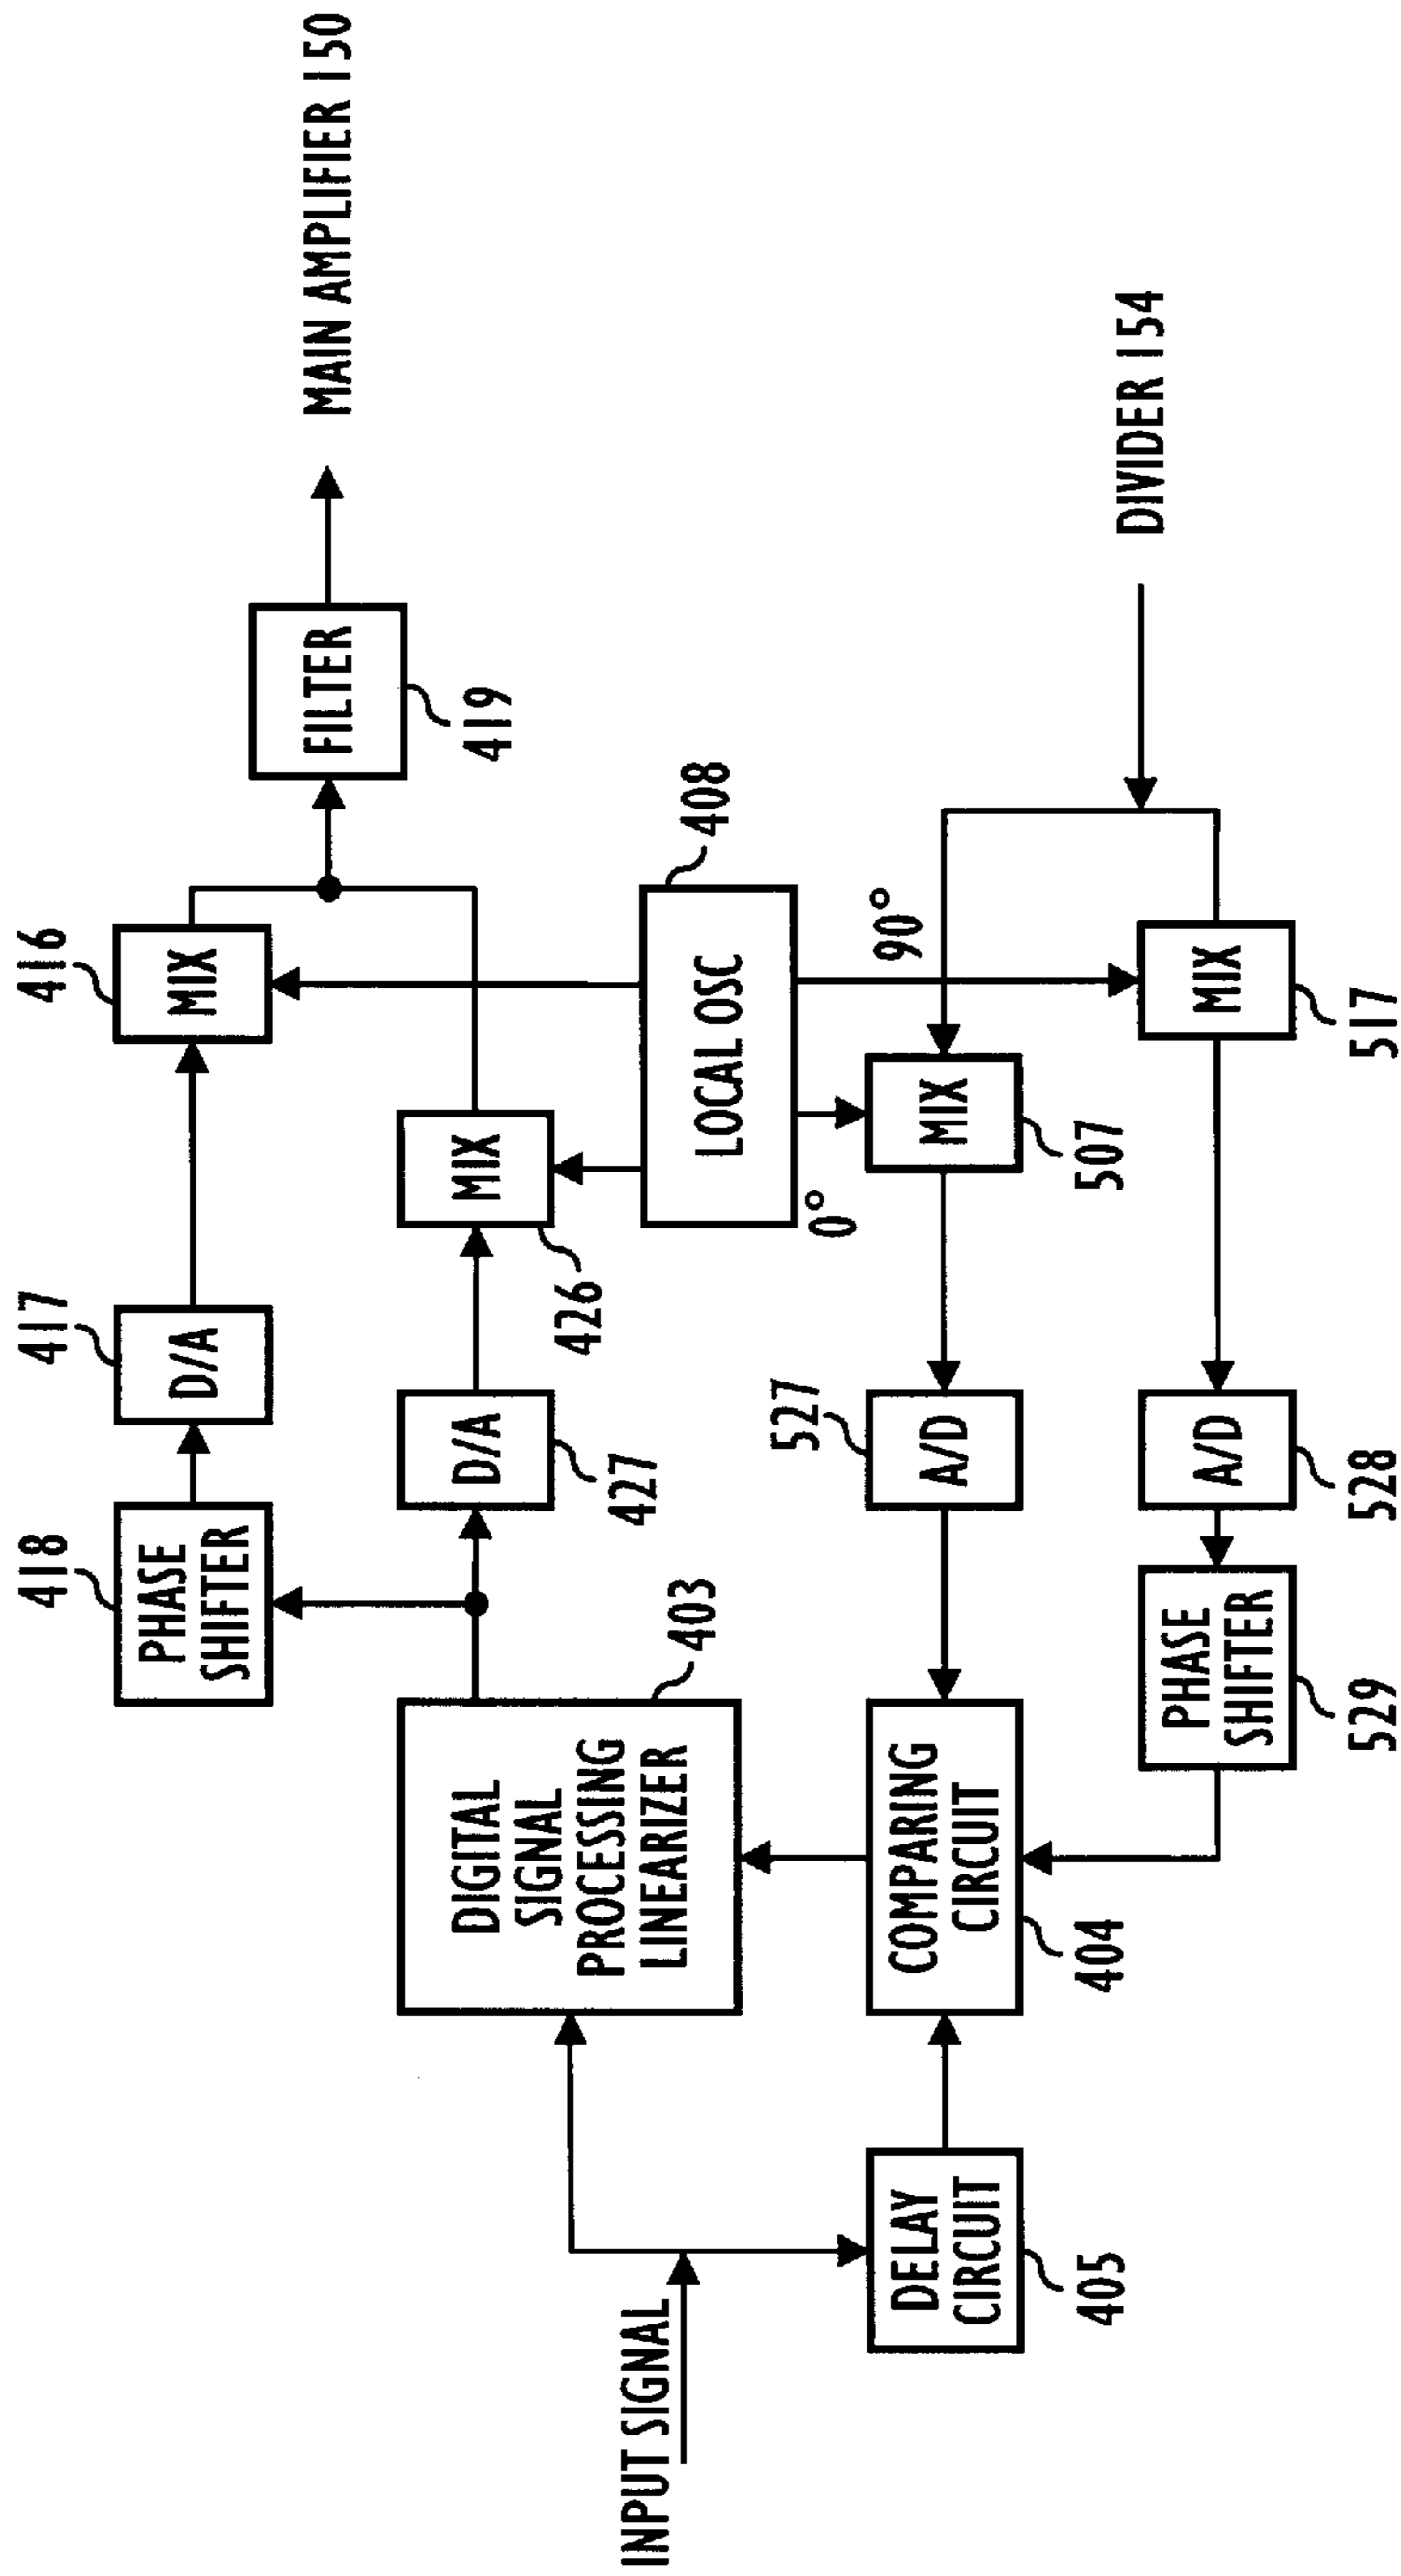 418
417
416
PHASE
SHIFTER
D/A
MIX
MAIN AMPLIFIER 150
FILTER
419
D/A
427
MIX
426
DIGITAL
SIGNAL
PROCESSING
LINEARIZER
403
LOCAL OSC
408
INPUT SIGNAL
0°
90°
527
DELAY
CIRCUIT
405
COMPARING
CIRCUIT
404
A/D
MIX
507
DIVIDER 154
PHASE
SHIFTER
529
A/D
528
MIX
517